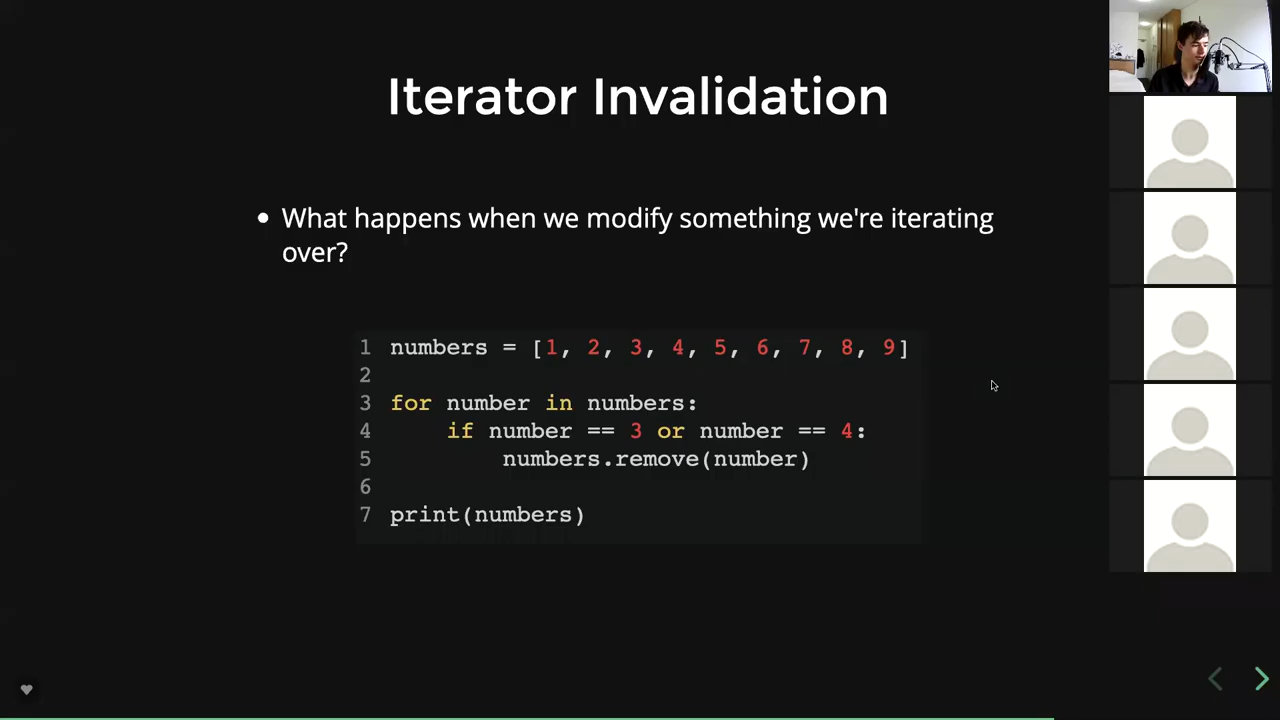 Iterator Invalidation
• What happens when we modify something we're iterating
over?
1 numbers = [1, 2, 3, 4, 5, 6, 7, 8, 9]
2
3 for number in numbers:
4     if number == 3 or number == 4:
5         numbers.remove(number)
6
7 print(numbers)